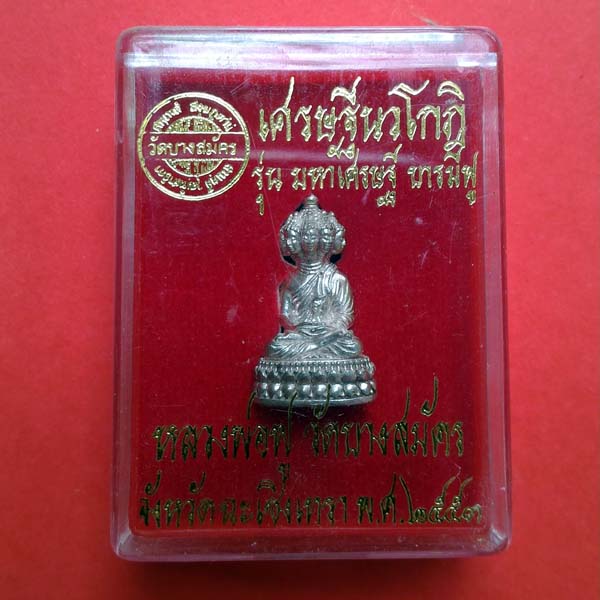 วัดบางสมัคร
เศรษฐีนวโกฏิ
รุ่น มหาเศรษฐี บารมีฟู
หลวงพ่อฟู วัดบางสมัคร
จังหวัดฉะเชิงเทรา พ.ศ.๒๕๕๓